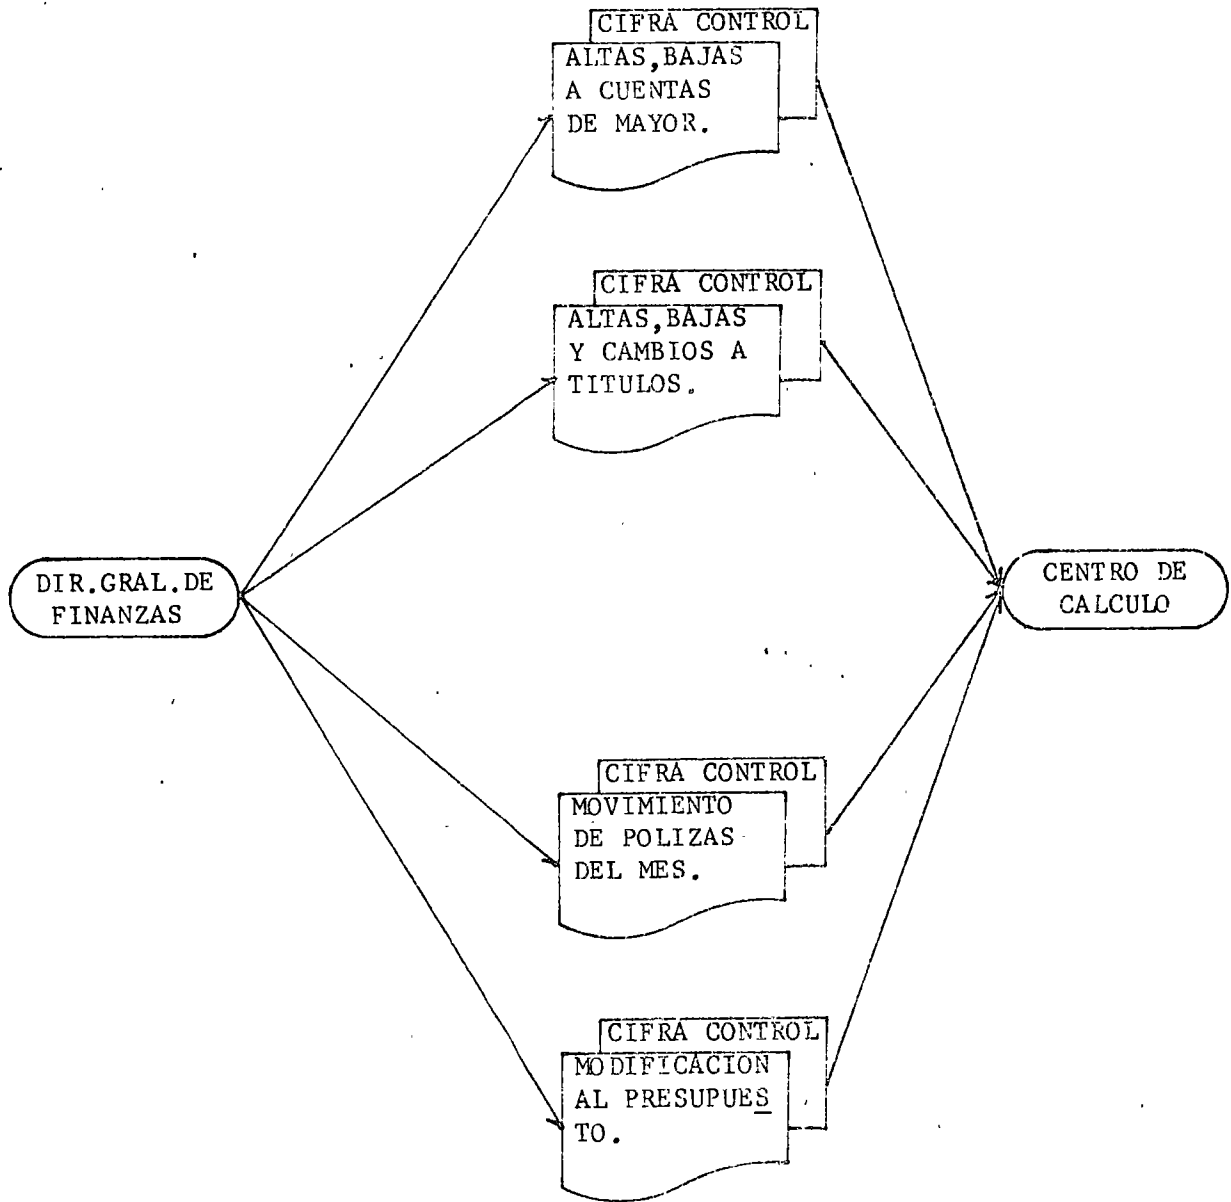 CIFRA CONTROL
ALTAS,BAJAS
A CUENTAS
DE MAYOR.
CIFRA CONTROL
ALTAS,BAJAS
Y CAMBIOS A
TITULOS.
DIR.GRAL.DE
FINANZAS
CENTRO DE
CALCULO
CIFRA CONTROL
MOVIMIENTO
DE POLIZAS
DEL MES.
CIFRA CONTROL
MODIFICACION
AL PRESUPUES
TO.